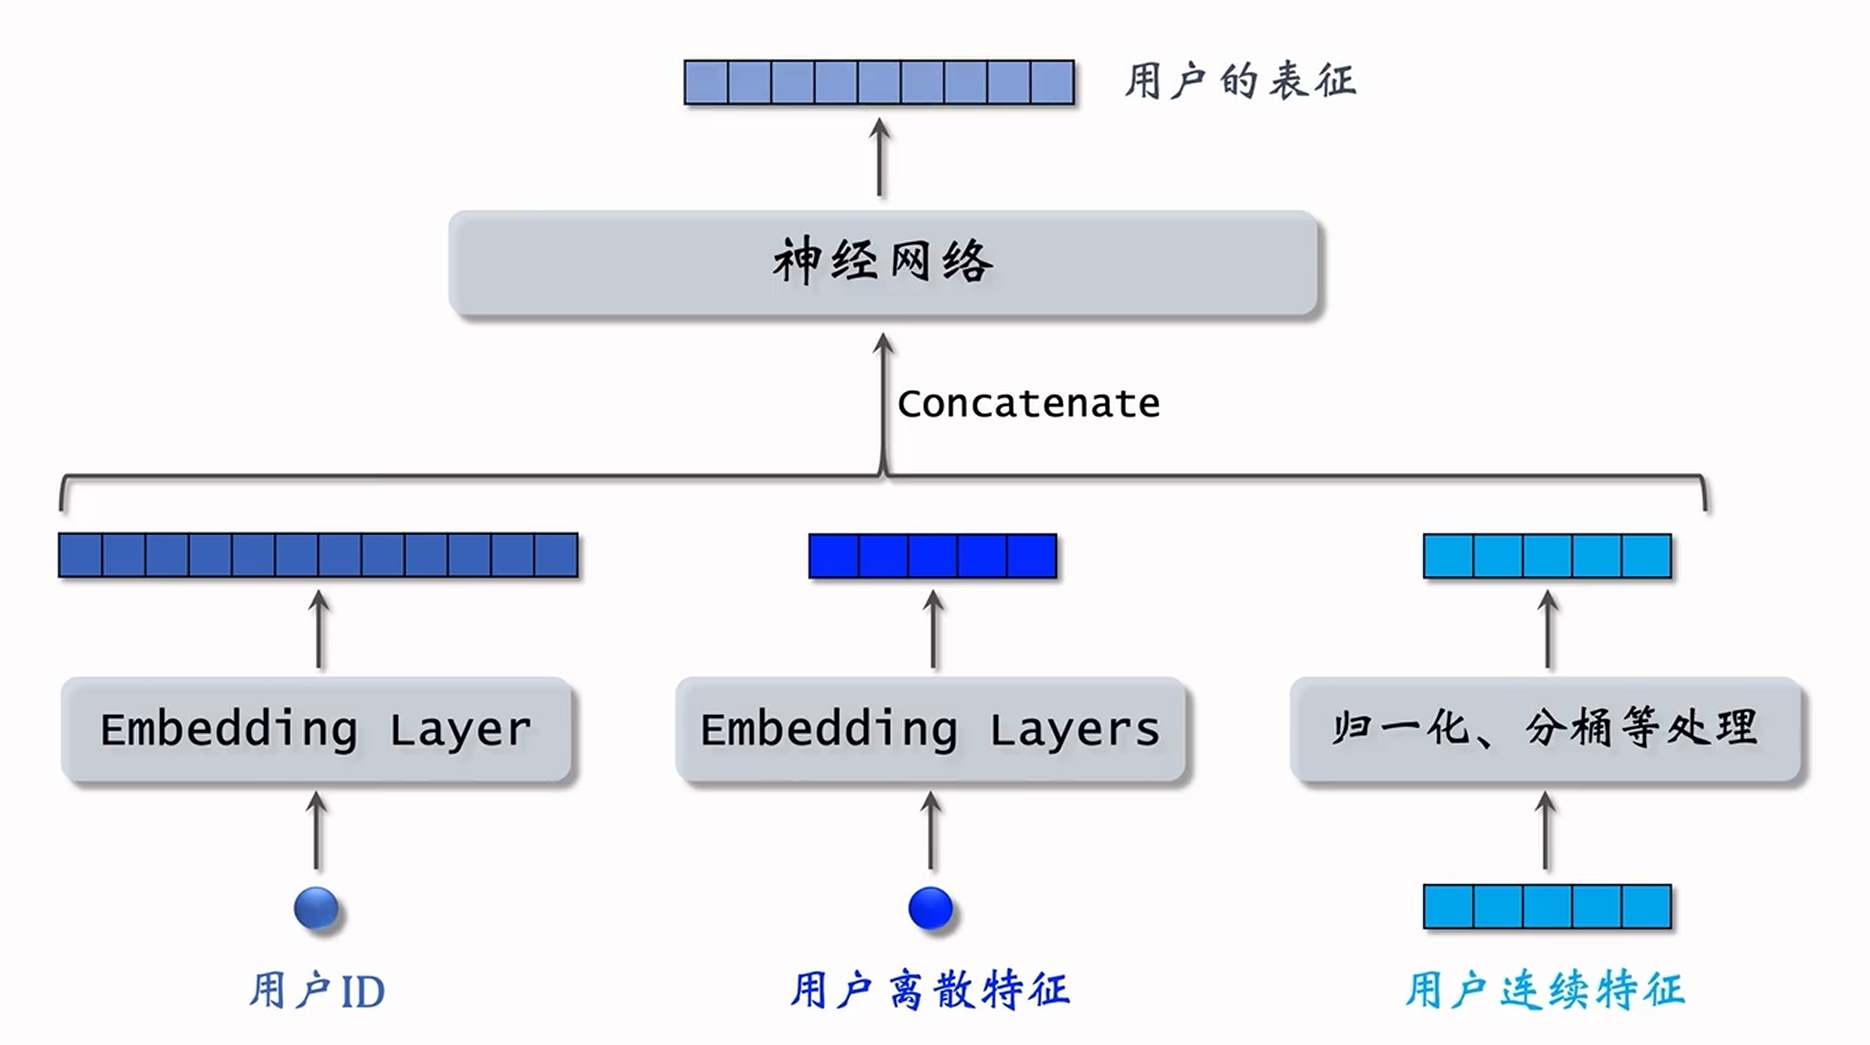 用户的表征
神经网络
Concatenate
Embedding Layer
Embedding Layers
归一化、分桶等处理
用户ID
用户离散特征
用户连续特征